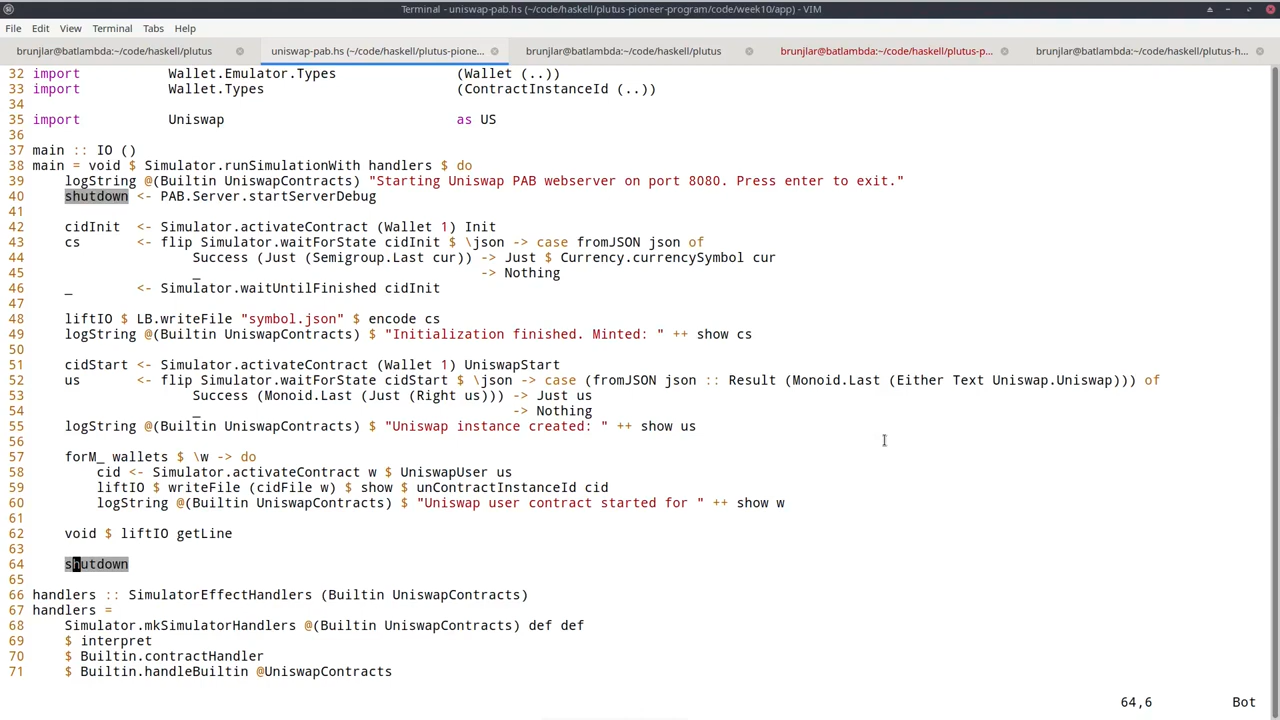 Terminal - uniswap-pab.hs (~/code/haskell/plutus-pioneer-program/code/week10/app) - VIM
File Edit View Terminal Tabs Help
brunjlar@batlambda:~/code/haskell/plutus uniswap-pab.hs (~/code/haskell/plutus-pione... brunjlar@batlambda:~/code/haskell/plutus brunjlar@batlambda:~/code/haskell/plutus-p... brunjlar@batlambda:~/code/haskell/plutus-h...
32 import           Wallet.Emulator.Types               (Wallet (..))
33 import           Wallet.Types                        (ContractInstanceId (..))
34
35 import           Uniswap                             as US
36
37 main :: IO ()
38 main = void $ Simulator.runSimulationWith handlers $ do
39     logString @(Builtin UniswapContracts) "Starting Uniswap PAB webserver on port 8080. Press enter to exit."
40     shutdown <- PAB.Server.startServerDebug
41
42     cidInit  <- Simulator.activateContract (Wallet 1) Init
43     cs       <- flip Simulator.waitForState cidInit $ \json -> case fromJSON json of
44                     Success (Just (Semigroup.Last cur)) -> Just $ Currency.currencySymbol cur
45                     _                                   -> Nothing
46     _        <- Simulator.waitUntilFinished cidInit
47
48     liftIO $ LB.writeFile "symbol.json" $ encode cs
49     logString @(Builtin UniswapContracts) $ "Initialization finished. Minted: " ++ show cs
50
51     cidStart <- Simulator.activateContract (Wallet 1) UniswapStart
52     us       <- flip Simulator.waitForState cidStart $ \json -> case (fromJSON json :: Result (Monoid.Last (Either Text Uniswap.Uniswap))) of
53                     Success (Monoid.Last (Just (Right us))) -> Just us
54                     _                                       -> Nothing
55     logString @(Builtin UniswapContracts) $ "Uniswap instance created: " ++ show us
56
57     forM_ wallets $ \w -> do
58         cid <- Simulator.activateContract w $ UniswapUser us
59         liftIO $ writeFile (cidFile w) $ show $ unContractInstanceId cid
60         logString @(Builtin UniswapContracts) $ "Uniswap user contract started for " ++ show w
61
62     void $ liftIO getLine
63
64     shutdown
65
66 handlers :: SimulatorEffectHandlers (Builtin UniswapContracts)
67 handlers =
68     Simulator.mkSimulatorHandlers @(Builtin UniswapContracts) def def
69     $ interpret
70     $ Builtin.contractHandler
71     $ Builtin.handleBuiltin @UniswapContracts
64,6 Bot